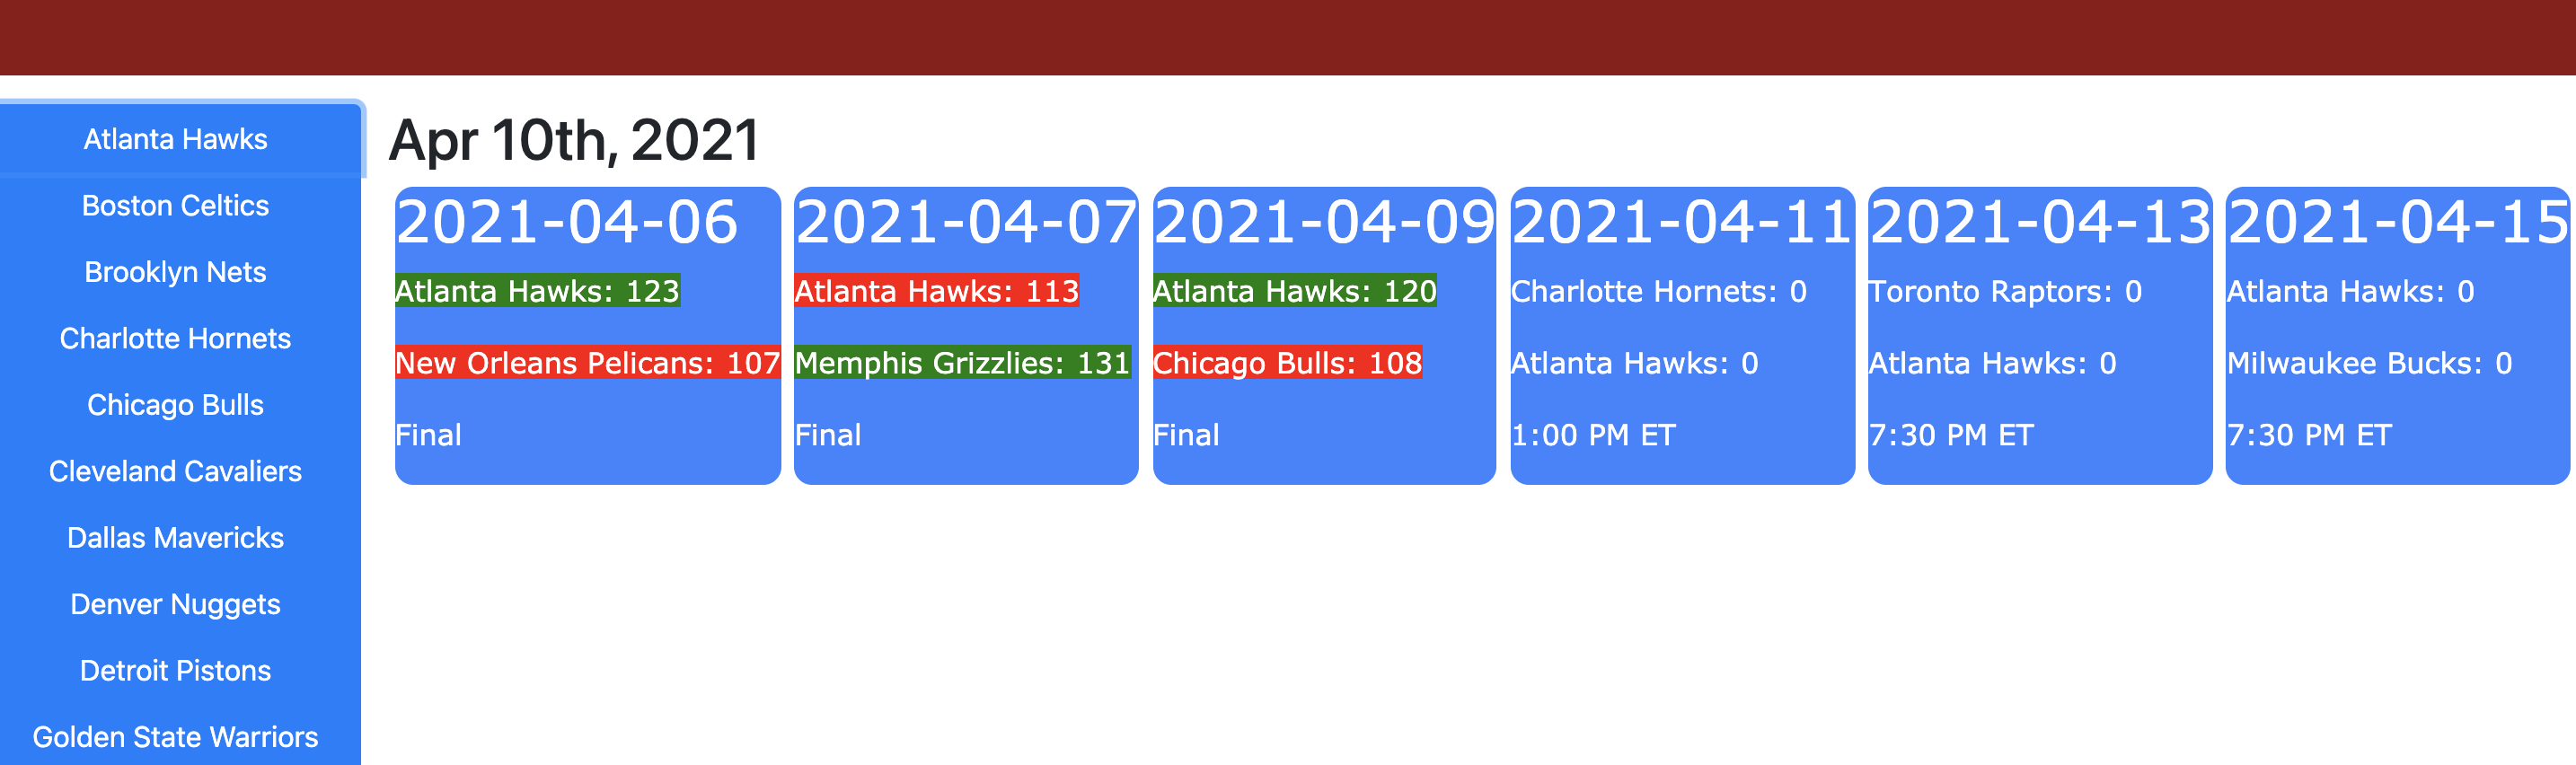 Atlanta Hawks
Boston Celtics
Brooklyn Nets
Charlotte Hornets
Chicago Bulls
Cleveland Cavaliers
Dallas Mavericks
Denver Nuggets
Detroit Pistons
Golden State Warriors
Apr 10th, 2021
2021-04-06
Atlanta Hawks: 123
New Orleans Pelicans: 107
Final
2021-04-07
Atlanta Hawks: 113
Memphis Grizzlies: 131
Final
2021-04-09
Atlanta Hawks: 120
Chicago Bulls: 108
Final
2021-04-11
Charlotte Hornets: 0
Atlanta Hawks: 0
1:00 PM ET
2021-04-13
Toronto Raptors: 0
Atlanta Hawks: 0
7:30 PM ET
2021-04-15
Atlanta Hawks: 0
Milwaukee Bucks: 0
7:30 PM ET